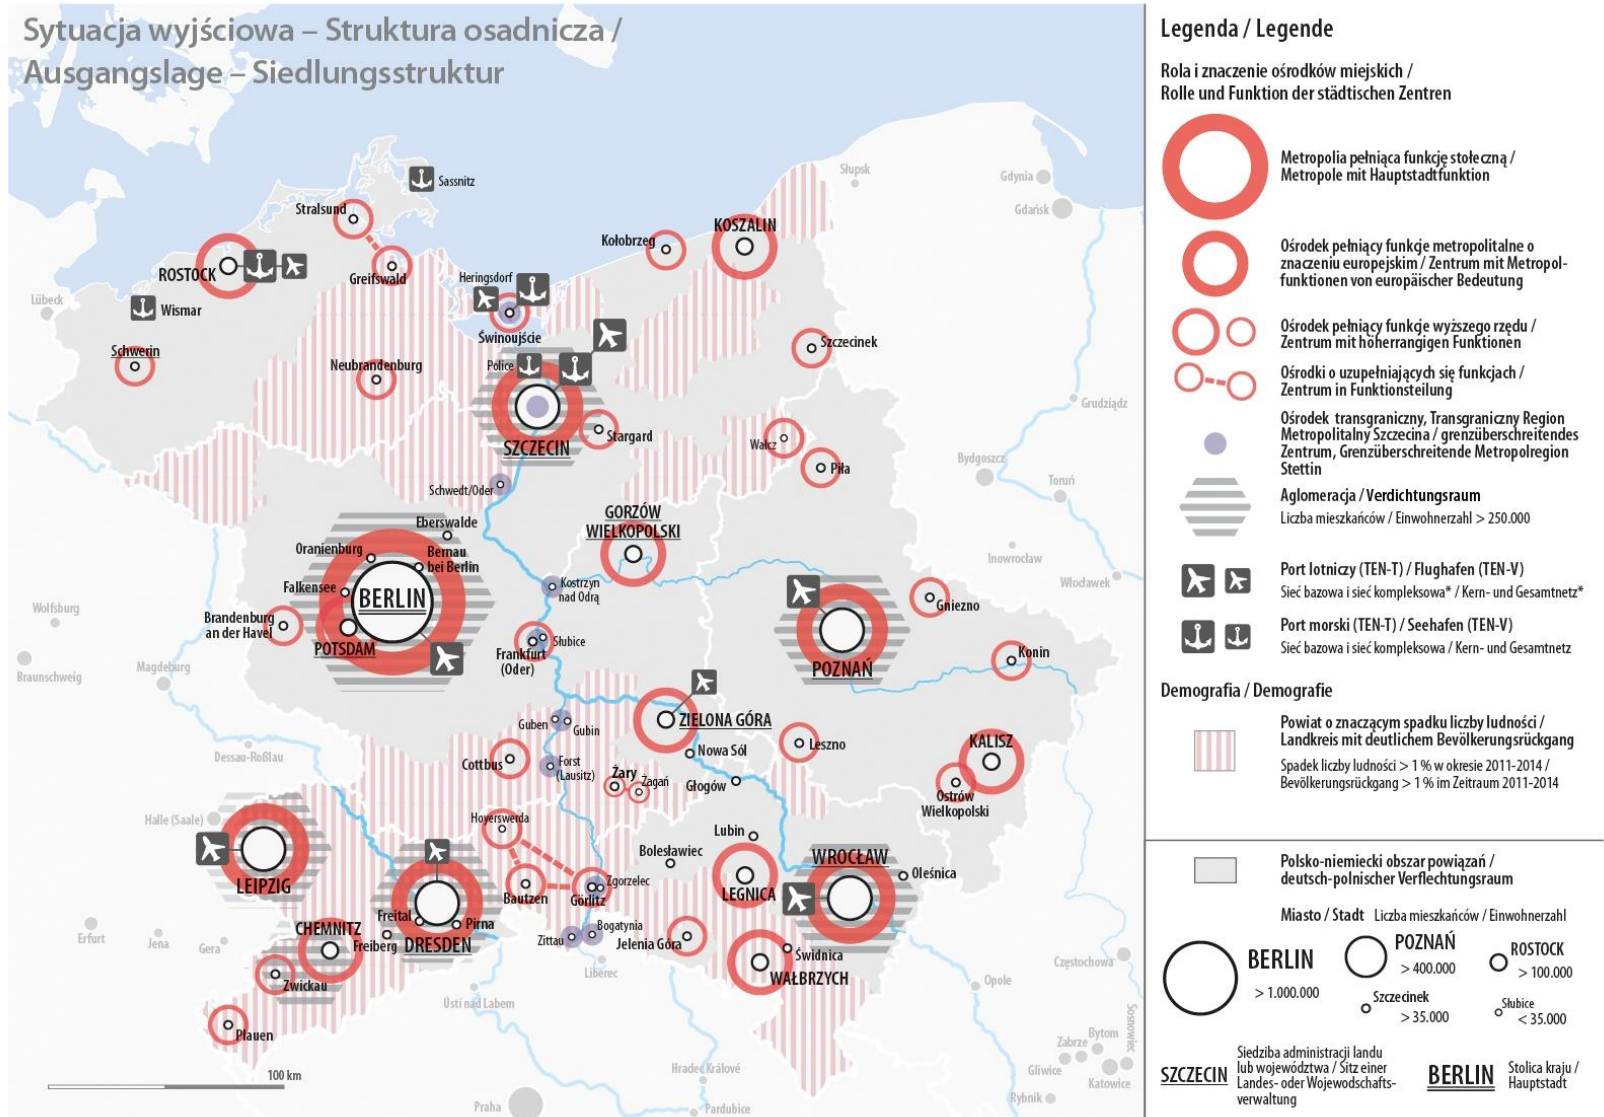 Sytuacja wyjściowa – Struktura osadnicza /
Ausgangslage – Siedlungsstruktur
Słupsk
Gdynia
Gdańsk
Sassnitz
Stralsund
KOSZALIN
Kołobrzeg
ROSTOCK
Greifswald
Heringsdorf
Lübeck
Wismar
Świnoujście
Schwerin
Szczecinek
Neubrandenburg
Police
Grudziądz
Stargard
SZCZECIN
Wałcz
Piła
Bydgoszcz
Toruń
Schwedt/Oder
GORZÓW
WIELKOPOLSKI
Eberswalde
Oranienburg
Bernau
bei Berlin
Inowrocław
Włodawek
Falkensee
BERLIN
Kostrzyn
nad Odrą
Gniezno
Wolfsburg
Brandenburg
an der Havel
POTSDAM
Słubice
Frankfurt
(Oder)
POZNAŃ
Konin
Braunschweig
Magdeburg
Guben
Gubin
ZIELONA GÓRA
Nowa Sól
Leszno
KALISZ
Dessau-Roßlau
Cottbus
Forst
(Lausitz)
Żary
Żagań
Głogów
Ostrów
Wielkopolski
Halle (Saale)
Hoyerswerda
Lubin
Bolesławiec
WROCŁAW
LEIPZIG
Bautzen
Zgorzelec
Görlitz
LEGNICA
Oleśnica
Freital
Pirna
CHEMNITZ
Freiberg
DRESDEN
Zittau
Bogatynia
Jelenia Góra
Świdnica
WAŁBRZYCH
Erfurt
Jena
Gera
Zwickau
Liberec
Ústí nad Labem
Opole
Częstochowa
Plauen
Sosnowiec
Bytom
Zabrze
Gliwice
Katowice
Hradec Králové
Rybnik
100 km
Praha
Pardubice
Legenda / Legende
Rola i znaczenie ośrodków miejskich /
Rolle und Funktion der städtischen Zentren
Metropolia pełniąca funkcję stołeczną /
Metropole mit Hauptstadtfunktion
Ośrodek pełniący funkcje metropolitalne o
znaczeniu europejskim / Zentrum mit Metropol-
funktionen von europäischer Bedeutung
Ośrodek pełniący funkcje wyższego rzędu /
Zentrum mit höherrangigen Funktionen
Ośrodki o uzupełniających się funkcjach /
Zentrum in Funktionsteilung
Ośrodek transgraniczny, Transgraniczny Region
Metropolitalny Szczecina / grenzüberschreitendes
Zentrum, Grenzüberschreitende Metropolregion
Stettin
Aglomeracja / Verdichtungsraum
Liczba mieszkańców / Einwohnerzahl > 250.000
Port lotniczy (TEN-T) / Flughafen (TEN-V)
Sieć bazowa i sieć kompleksowa* / Kern- und Gesamtnetz*
Port morski (TEN-T) / Seehafen (TEN-V)
Sieć bazowa i sieć kompleksowa / Kern- und Gesamtnetz
Demografia / Demografie
Powiat o znaczącym spadku liczby ludności /
Landkreis mit deutlichem Bevölkerungsrückgang
Spadek liczby ludności > 1 % w okresie 2011-2014 /
Bevölkerungsrückgang > 1 % im Zeitraum 2011-2014
Polsko-niemiecki obszar powiązań /
deutsch-polnischer Verflechtungsraum
Miasto / Stadt Liczba mieszkańców / Einwohnerzahl
BERLIN
> 1.000.000
POZNAŃ
> 400.000
ROSTOCK
> 100.000
Szczecinek
> 35.000
Słubice
< 35.000
SZCZECIN
Siedziba administracji landu
lub województwa / Sitz einer
Landes- oder Wojewodschafts-
verwaltung
BERLIN
Stolica kraju /
Hauptstadt